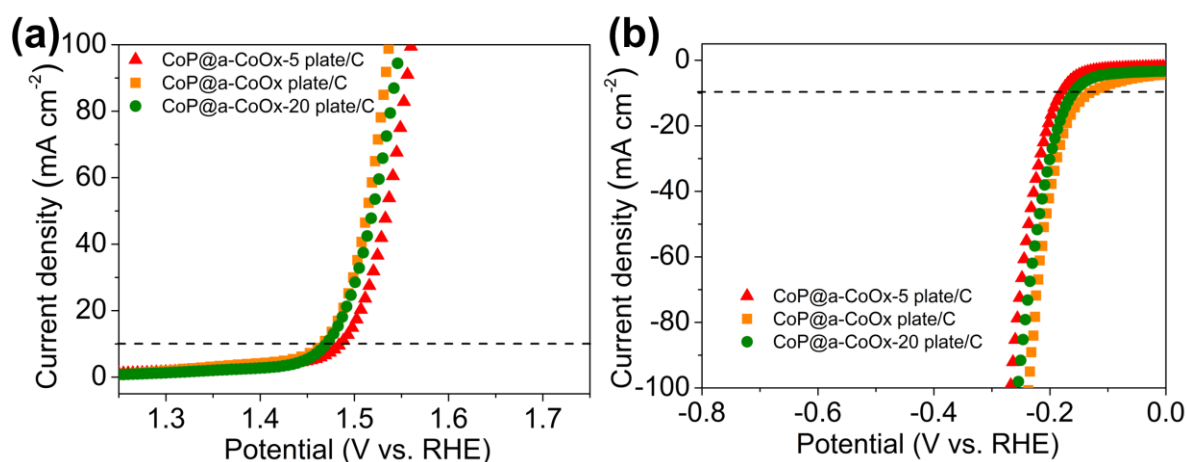 (a)
100
80
60
40
20
0
Current density (mA cm-2)
CoP@a-CoOx-5 plate/C
CoP@a-CoOx plate/C
CoP@a-CoOx-20 plate/C
1.3 1.4 1.5 1.6 1.7
Potential (V vs. RHE)
(b)
0
-20
-40
-60
-80
-100
Current density (mA cm-2)
CoP@a-CoOx-5 plate/C
CoP@a-CoOx plate/C
CoP@a-CoOx-20 plate/C
-0.8 -0.6 -0.4 -0.2 0.0
Potential (V vs. RHE)